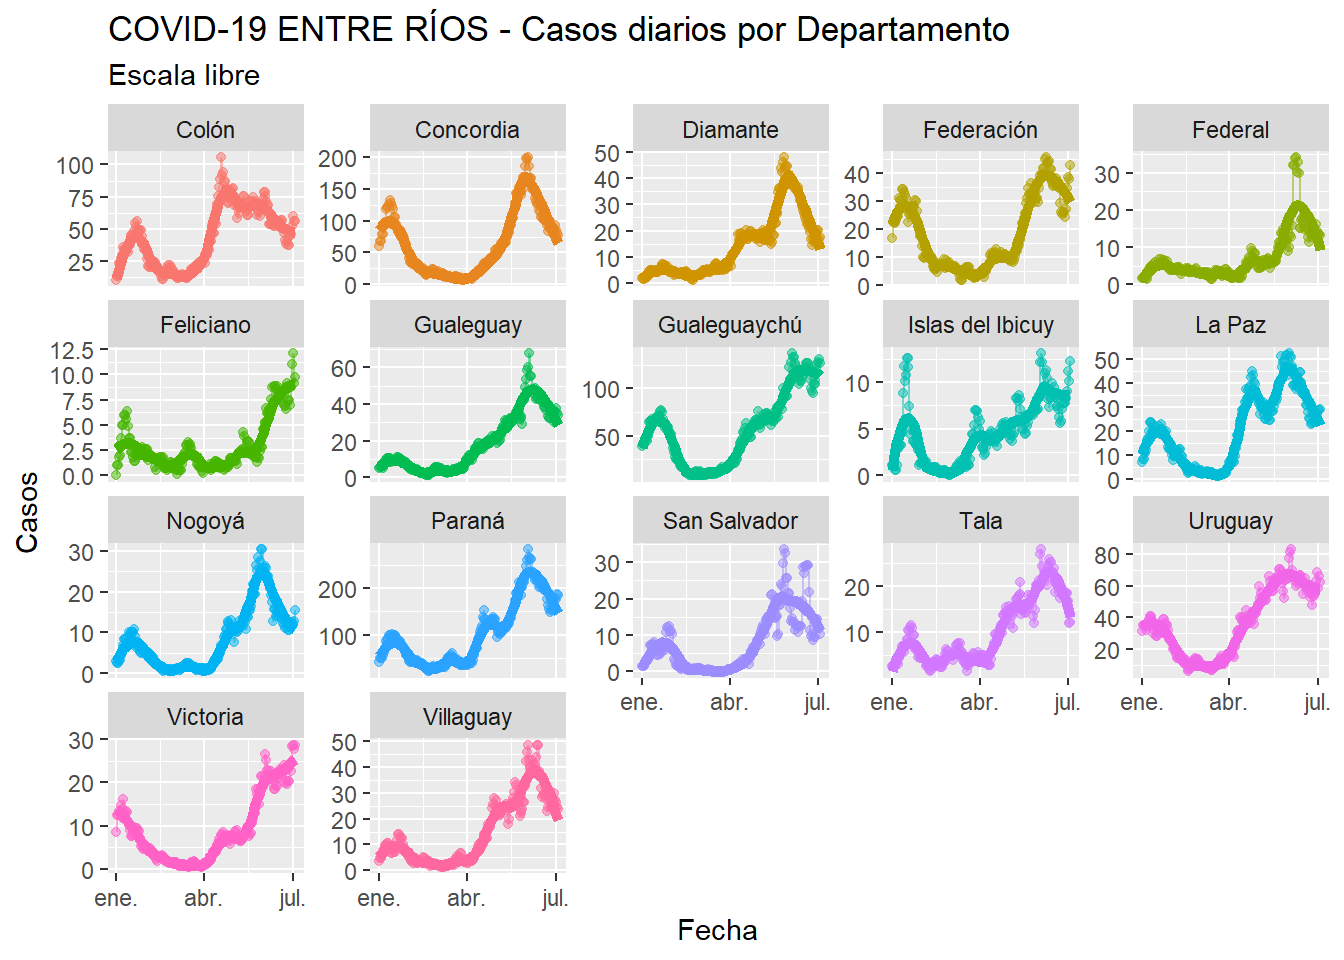 COVID-19 ENTRE RÍOS - Casos diarios por Departamento
Escala libre
Colón
Concordia
Diamante
Federación
Federal
100
75
50
25
200
150
100
50
0
50
40
30
20
10
0
40
30
20
10
0
30
20
10
0
Feliciano
Gualeguay
Gualeguaychú
Islas del Ibicuy
La Paz
12.5
10.0
7.5
5.0
2.5
0.0
60
40
20
0
100
50
10
5
0
50
40
30
20
10
0
Nogoyá
Paraná
San Salvador
Tala
Uruguay
30
20
10
0
200
100
30
20
10
0
20
10
80
60
40
20
ene. abr. jul.
ene. abr. jul.
ene. abr. jul.
Victoria
Villaguay
30
20
10
0
50
40
30
20
10
0
ene. abr. jul.
ene. abr. jul.
Casos
Fecha